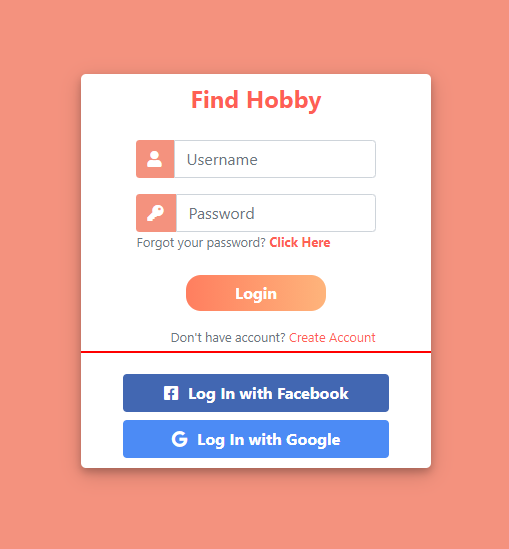 Find Hobby
Username
Password
Forgot your password? Click Here
Login
Don't have account? Create Account
Log In with Facebook
Log In with Google